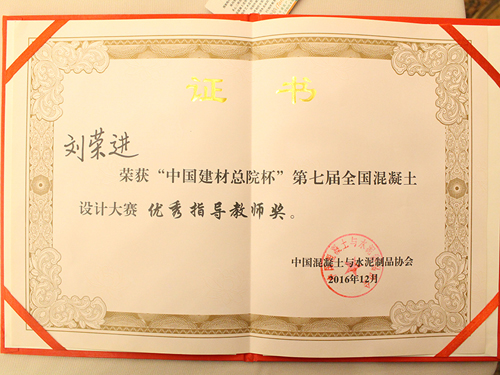 证 书
刘荣进
荣获“中国建材总院杯”第七届全国混凝土
设计大赛 优秀指导教师奖。
中国混凝土与水泥制品协会
2016年12月